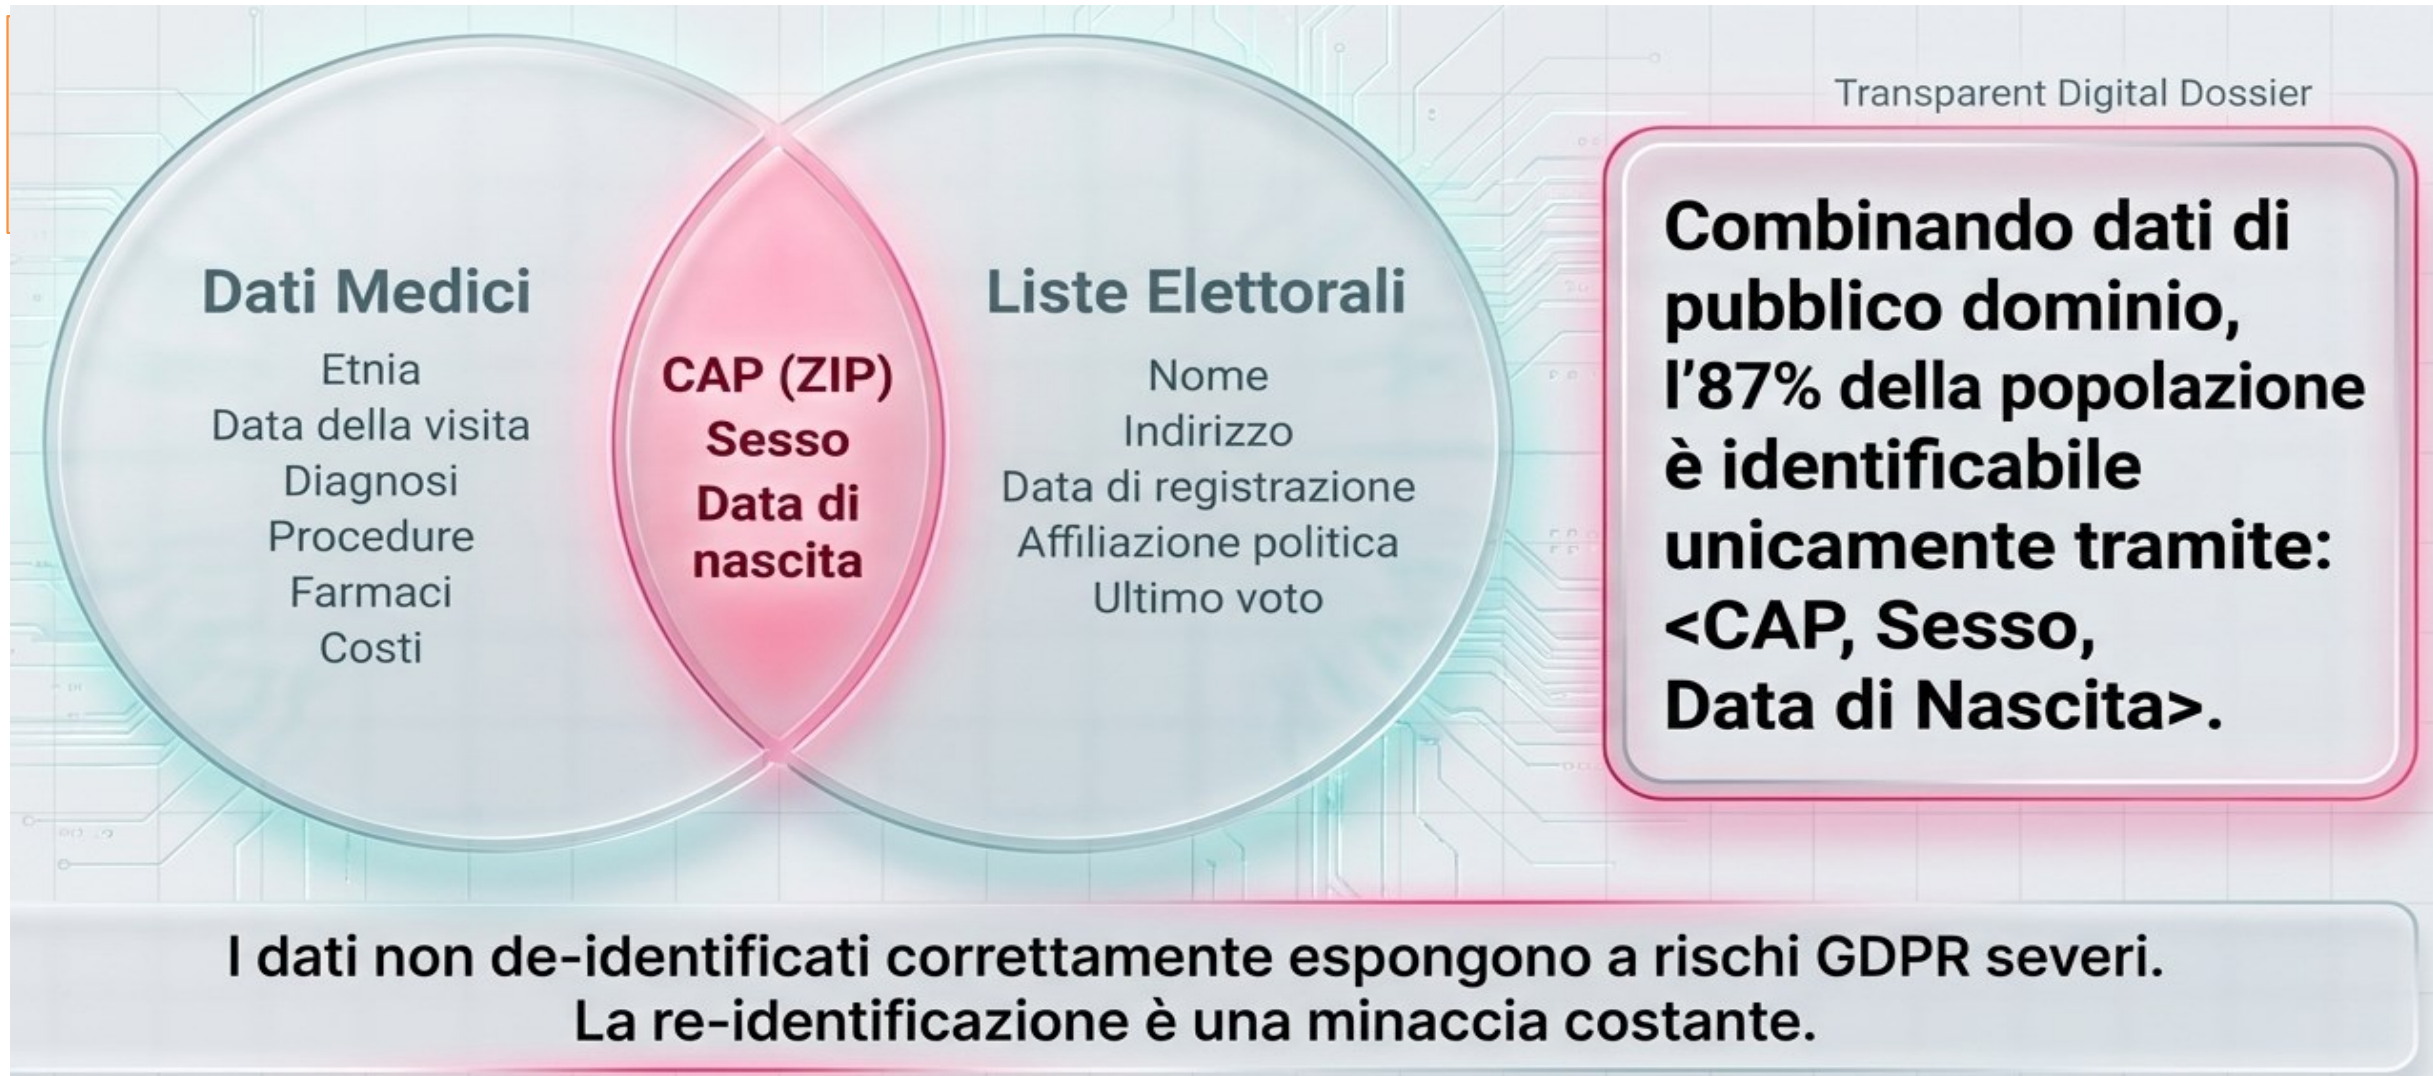 Dati Medici
Etnia
Data della visita
Diagnosi
Procedure
Farmaci
Costi
CAP (ZIP)
Sesso
Data di
nascita
Liste Elettorali
Nome
Indirizzo
Data di registrazione
Affiliazione politica
Ultimo voto
Transparent Digital Dossier
Combinando dati di
pubblico dominio,
l'87% della popolazione
è identificabile
unicamente tramite:
<CAP, Sesso,
Data di Nascita>.
I dati non de-identificati correttamente espongono a rischi GDPR severi.
La re-identificazione è una minaccia costante.